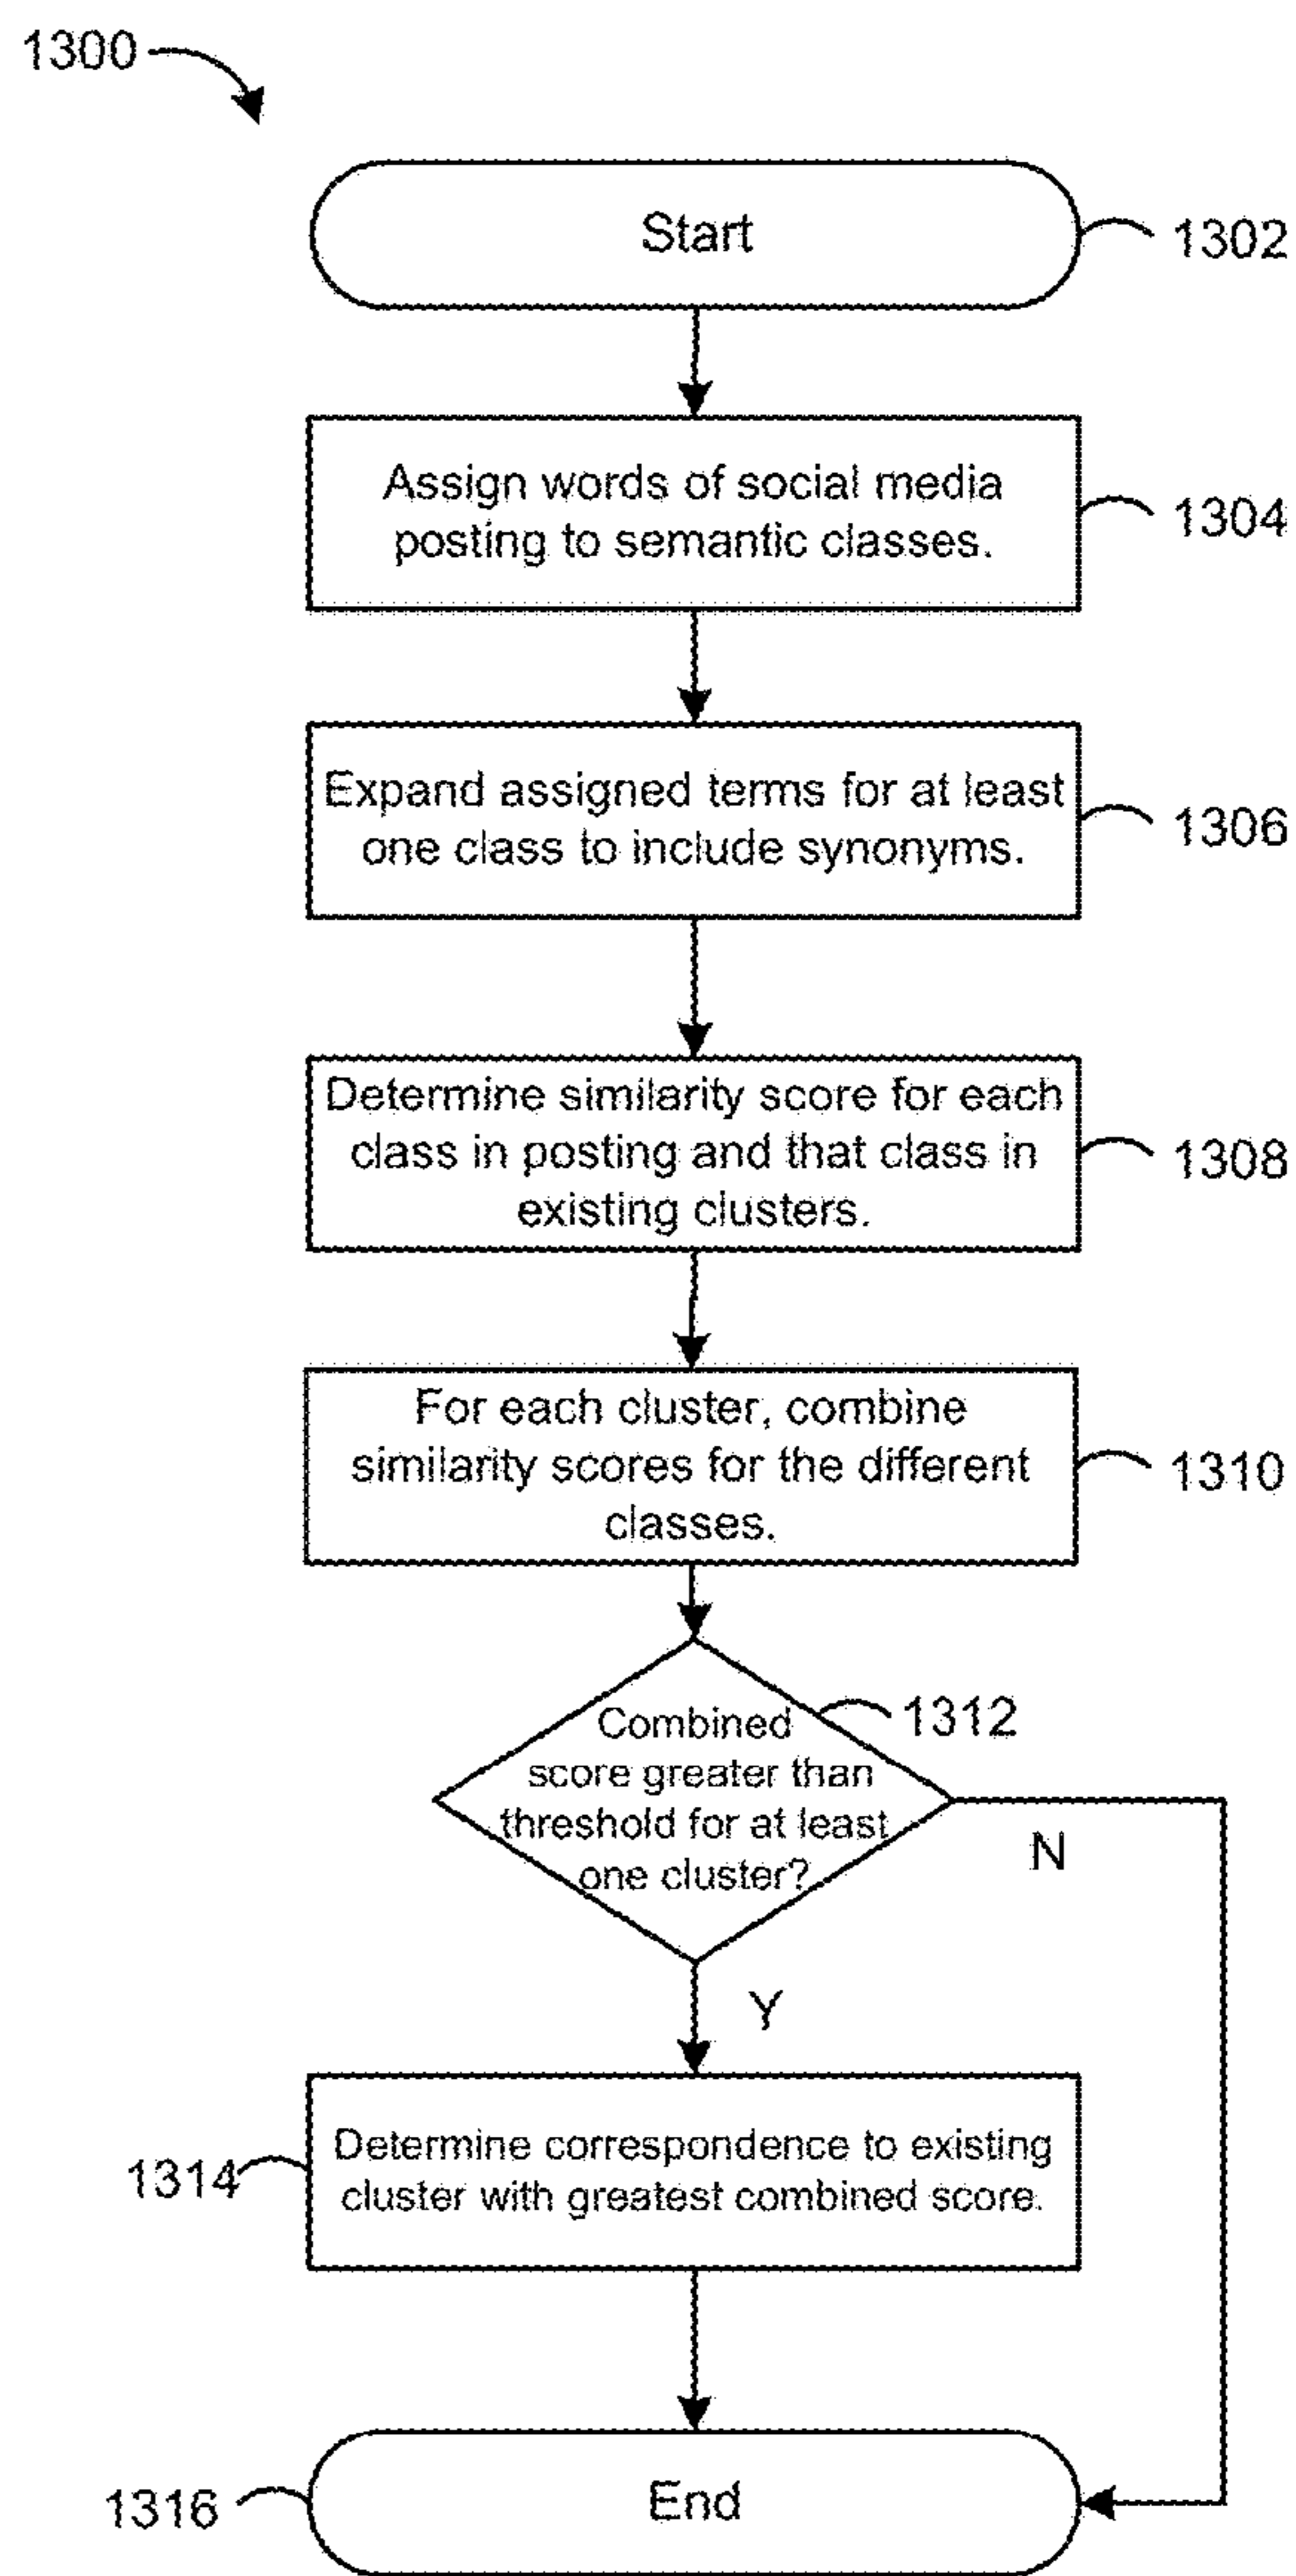 1300
Start
1302
Assign words of social media
posting to semantic classes.
1304
Expand assigned terms for at least
one class to include synonyms.
1306
Determine similarity score for each
class in posting and that class in
existing clusters.
1308
For each cluster, combine
similarity scores for the different
classes.
1310
Combined
score greater than
threshold for at least
one cluster?
1312
N
Y
Determine correspondence to existing
cluster with greatest combined score.
1314
End
1316